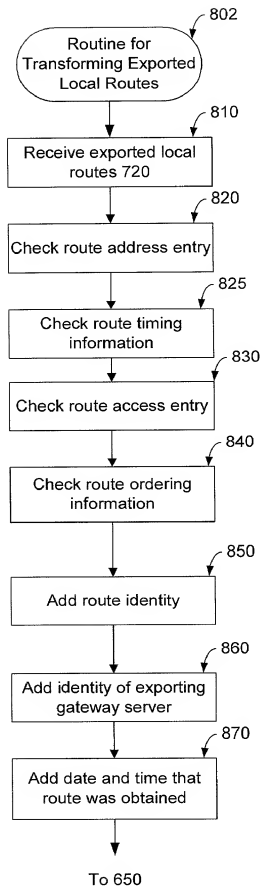 802
Routine for
Transforming Exported
Local Routes
810
Receive exported local
routes 720
820
Check route address entry
825
Check route timing
information
830
Check route access entry
840
Check route ordering
information
850
Add route identity
860
Add identity of exporting
gateway server
870
Add date and time that
route was obtained
To 650